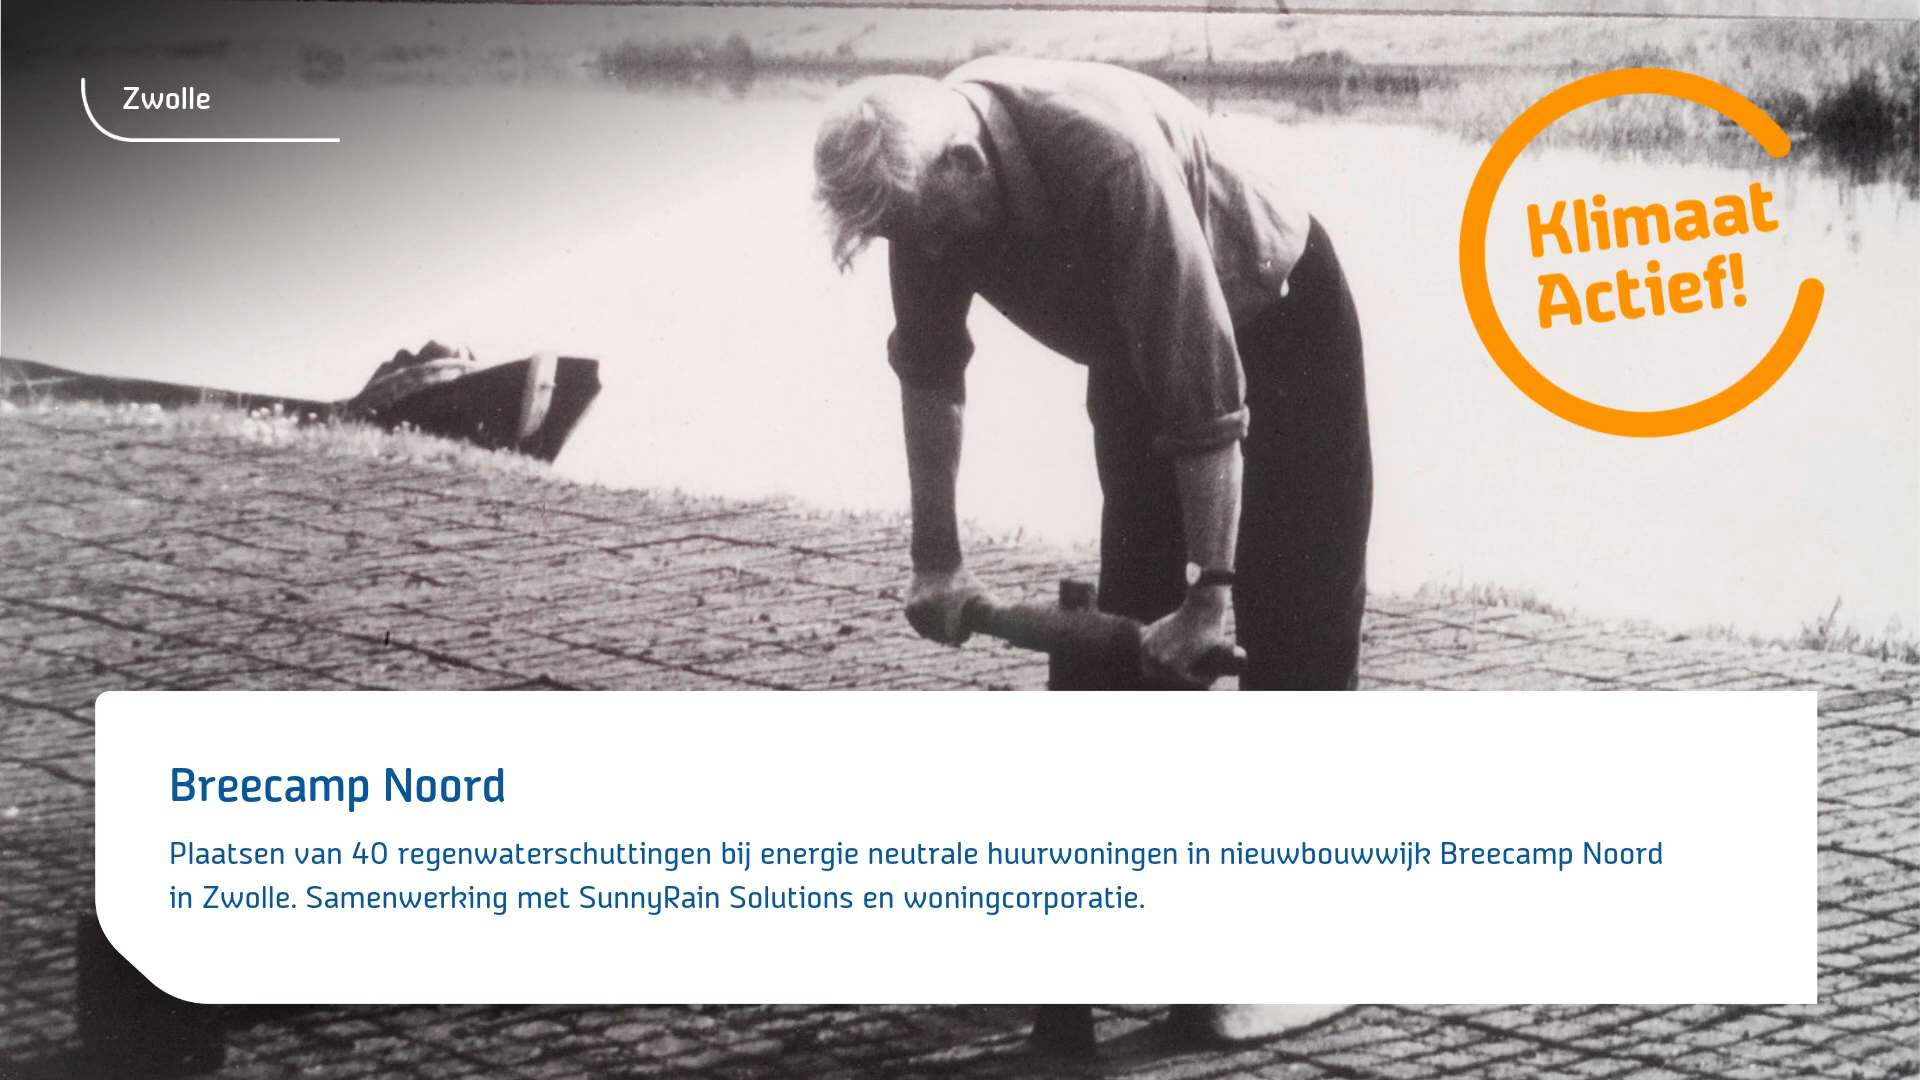 Zwolle
Klimaat
Actief!
Breecamp Noord
Plaatsen van 40 regenwaterschuttingen bij energie neutrale huurwoningen in nieuwbouwwijk Breecamp Noord
in Zwolle. Samenwerking met SunnyRain Solutions en woningcorporatie.